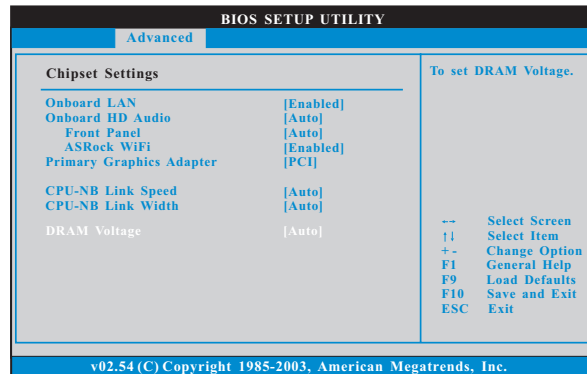 BIOS SETUP UTILITY
Advanced
Chipset Settings
Onboard LAN [Enabled]
Onboard HD Audio [Auto]
Front Panel [Auto]
ASRock WiFi [Enabled]
Primary Graphics Adapter [PCI]
CPU-NB Link Speed [Auto]
CPU-NB Link Width [Auto]
DRAM Voltage [Auto]
To set DRAM Voltage.
←→ Select Screen
↑↓ Select Item
+ - Change Option
F1 General Help
F9 Load Defaults
F10 Save and Exit
ESC Exit
v02.54 (C) Copyright 1985-2003, American Megatrends, Inc.